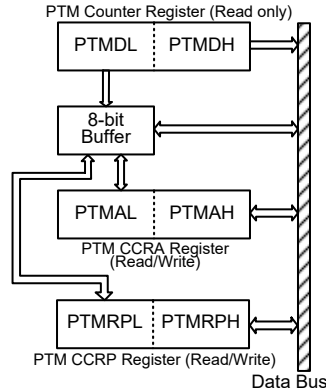 PTM Counter Register (Read only)
PTMDL PTMDH
8-bit
Buffer
PTMAL PTMAH
PTM CCRA Register
(Read/Write)
PTMRPL PTMRPH
PTM CCRP Register (Read/Write)
Data Bus